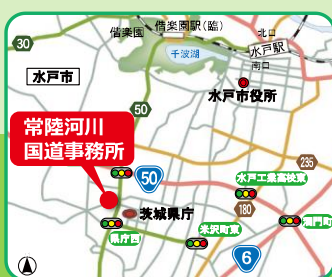 偕楽園駅(臨)
偕楽園
北口
水戸駅
南口
30
千波湖
水戸市
水戸市役所
50
常陸河川
国道事務所
235
水戸工業高校東
50
180
茨城県庁
米沢町東
県庁西
6